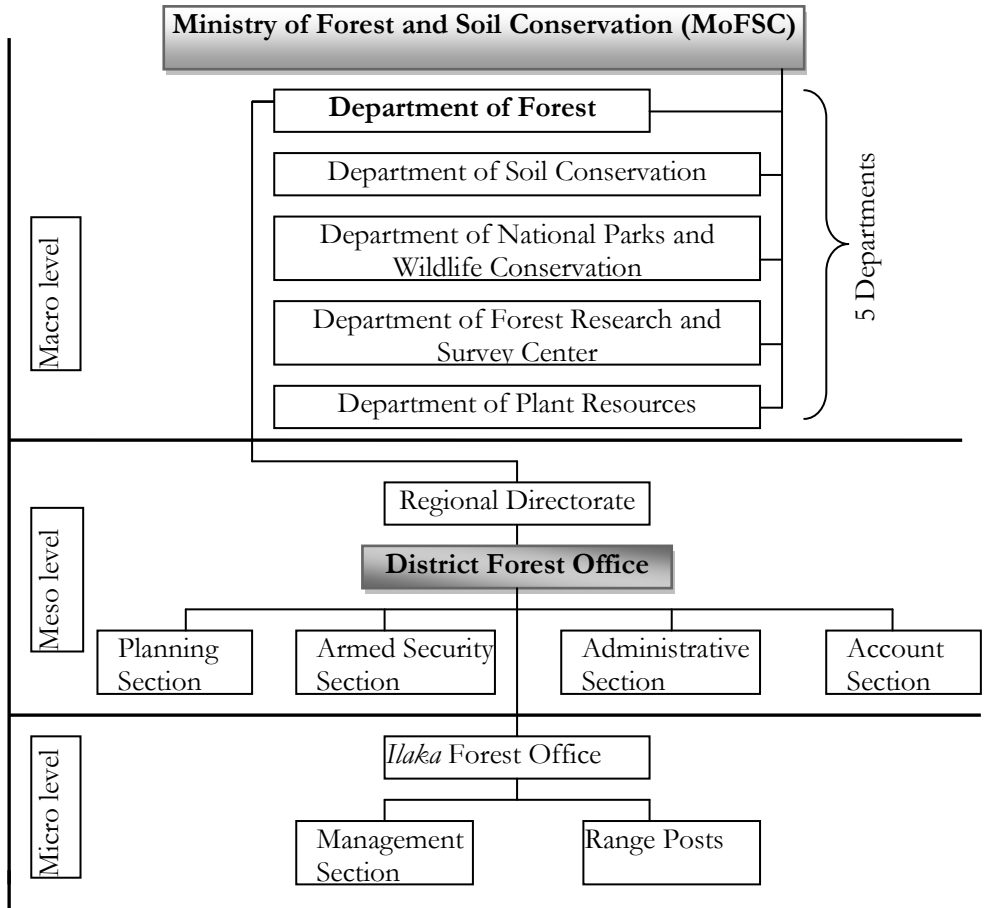 Ministry of Forest and Soil Conservation (MoFSC)
Department of Forest
Department of Soil Conservation
Department of National Parks and
Wildlife Conservation
Department of Forest Research and
Survey Center
Department of Plant Resources
5 Departments
Macro level
Regional Directorate
District Forest Office
Meso level
Planning
Section
Armed Security
Section
Administrative
Section
Account
Section
Ilaka Forest Office
Micro level
Management
Section
Range Posts